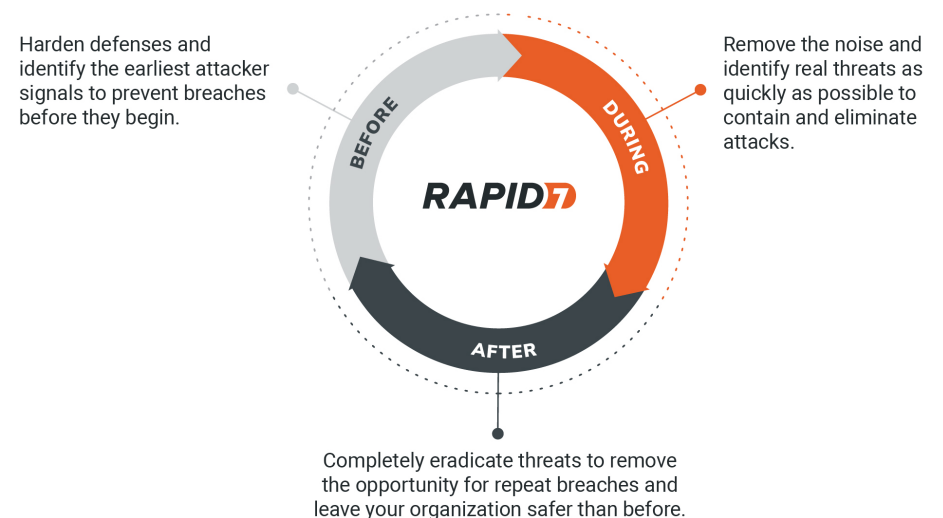 Harden defenses and
identify the earliest attacker
signals to prevent breaches
before they begin.
BEFORE
DURING
Remove the noise and
identify real threats as
quickly as possible to
contain and eliminate
attacks.
RAPID7
AFTER
Completely eradicate threats to remove
the opportunity for repeat breaches and
leave your organization safer than before.